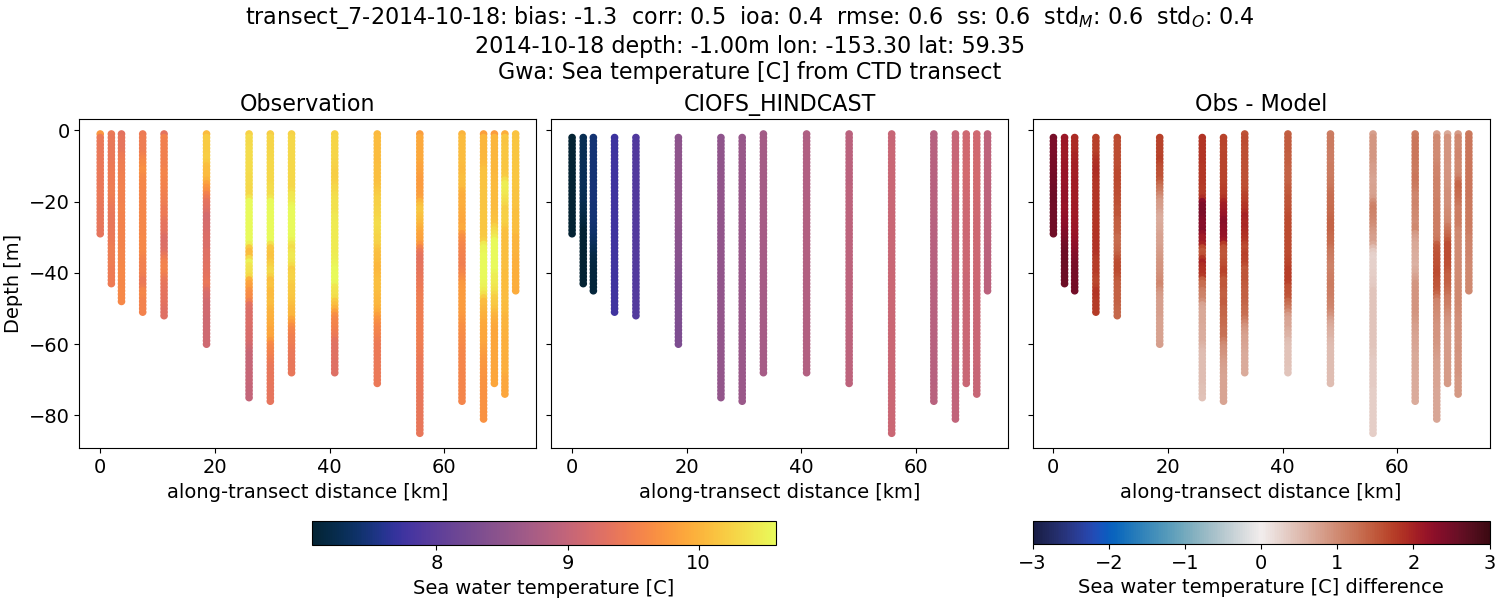 transect_7-2014-10-18: bias: -1.3  corr: 0.5  ioa: 0.4  rmse: 0.6  ss: 0.6  std_M: 0.6  std_O: 0.4
2014-10-18 depth: -1.00m lon: -153.30 lat: 59.35
Gwa: Sea temperature [C] from CTD transect
Observation
CIOFS_HINDCAST
Obs - Model
Depth [m]
0
−20
−40
−60
−80
0 20 40 60
0 20 40 60
0 20 40 60
along-transect distance [km]
along-transect distance [km]
along-transect distance [km]
8 9 10
Sea water temperature [C]
−3 −2 −1 0 1 2 3
Sea water temperature [C] difference